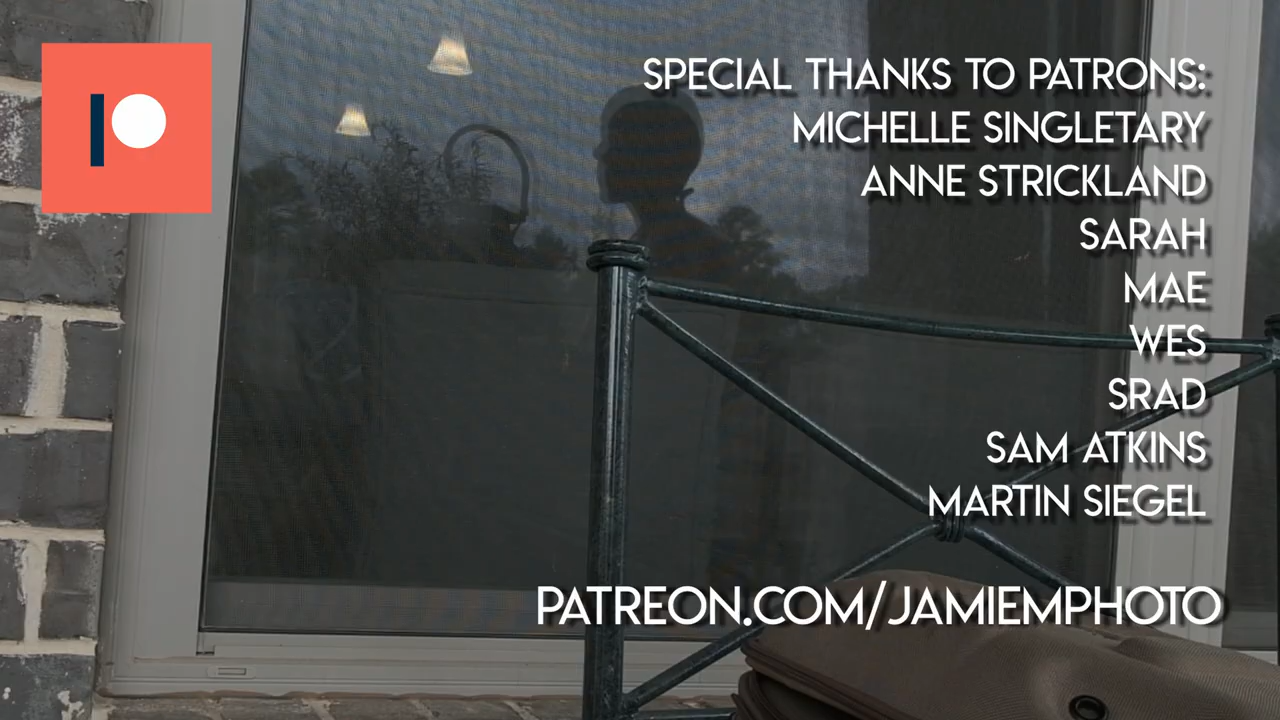 SPECIAL THANKS TO PATRONS:
MICHELLE SINGLETARY
ANNE STRICKLAND
SARAH
MAE
WES
SRAD
SAM ATKINS
MARTIN SIEGEL
PATREON.COM/JAMIEMPHOTO